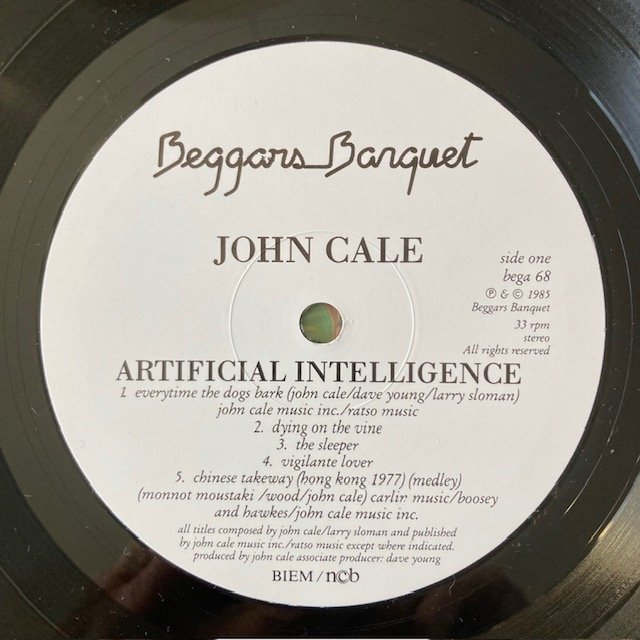 Beggars Banquet
JOHN CALE
side one
bega 68
℗ & © 1985
Beggars Banquet
33 rpm
stereo
All rights reserved
ARTIFICIAL INTELLIGENCE
1 everytime the dogs bark (john cale/dave young/larry sloman)
john cale music inc./ratso music
2. dying on the vine
3. the sleeper
4. vigilante lover
5. chinese takeway (hong kong 1977) (medley)
(monnot moustaki /wood/john cale) carlir music/boosey
and hawkes/john cale music inc.
all titles composed by john cale/larry sloman and published
by john cale music inc./ratso music except where indicated.
produced by john cale associate producer: dave young
BIEM/ncb